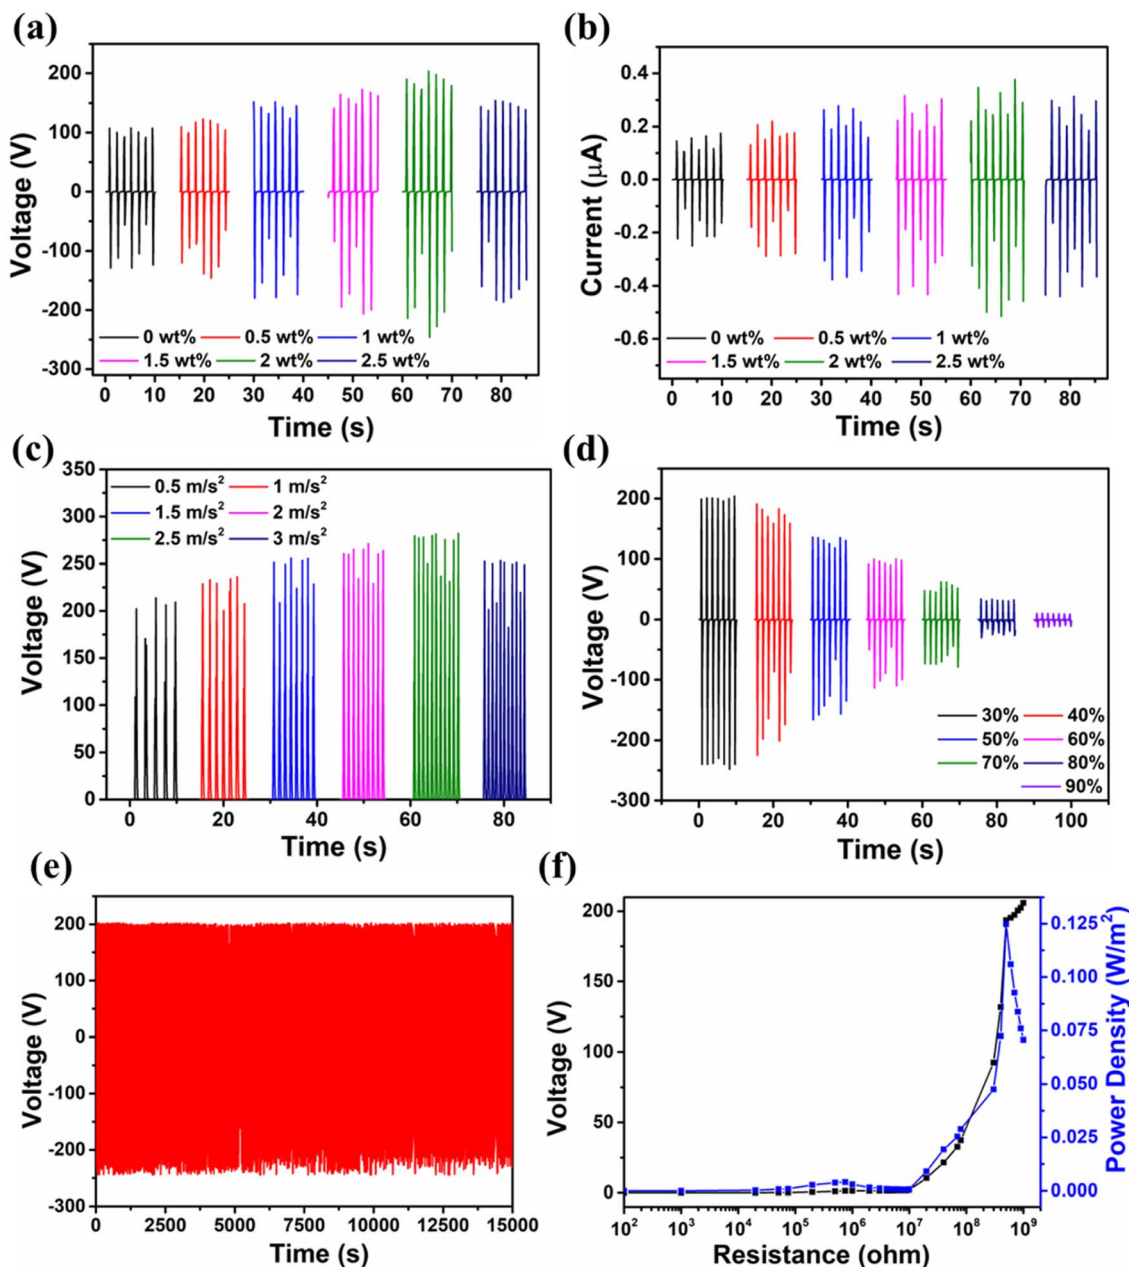 (a)
Voltage (V)
200
100
0
-100
-200
-300
0 wt% 0.5 wt% 1 wt%
1.5 wt% 2 wt% 2.5 wt%
0 10 20 30 40 50 60 70 80
Time (s)
(b)
Current (μA)
0.4
0.2
0.0
-0.2
-0.4
-0.6
0 wt% 0.5 wt% 1 wt%
1.5 wt% 2 wt% 2.5 wt%
0 10 20 30 40 50 60 70 80
Time (s)
(c)
Voltage (V)
350
300
250
200
150
100
50
0
0.5 m/s² 1 m/s²
1.5 m/s² 2 m/s²
2.5 m/s² 3 m/s²
0 20 40 60 80
Time (s)
(d)
Voltage (V)
200
100
0
-100
-200
-300
30% 40%
50% 60%
70% 80%
90%
0 20 40 60 80 100
Time (s)
(e)
Voltage (V)
200
100
0
-100
-200
-300
0 2500 5000 7500 10000 12500 15000
Time (s)
(f)
Voltage (V)
200
150
100
50
0
10² 10³ 10⁴ 10⁵ 10⁶ 10⁷ 10⁸ 10⁹
Resistance (ohm)
0.125
0.100
0.075
0.050
0.025
0.000
Power Density (W/m²)